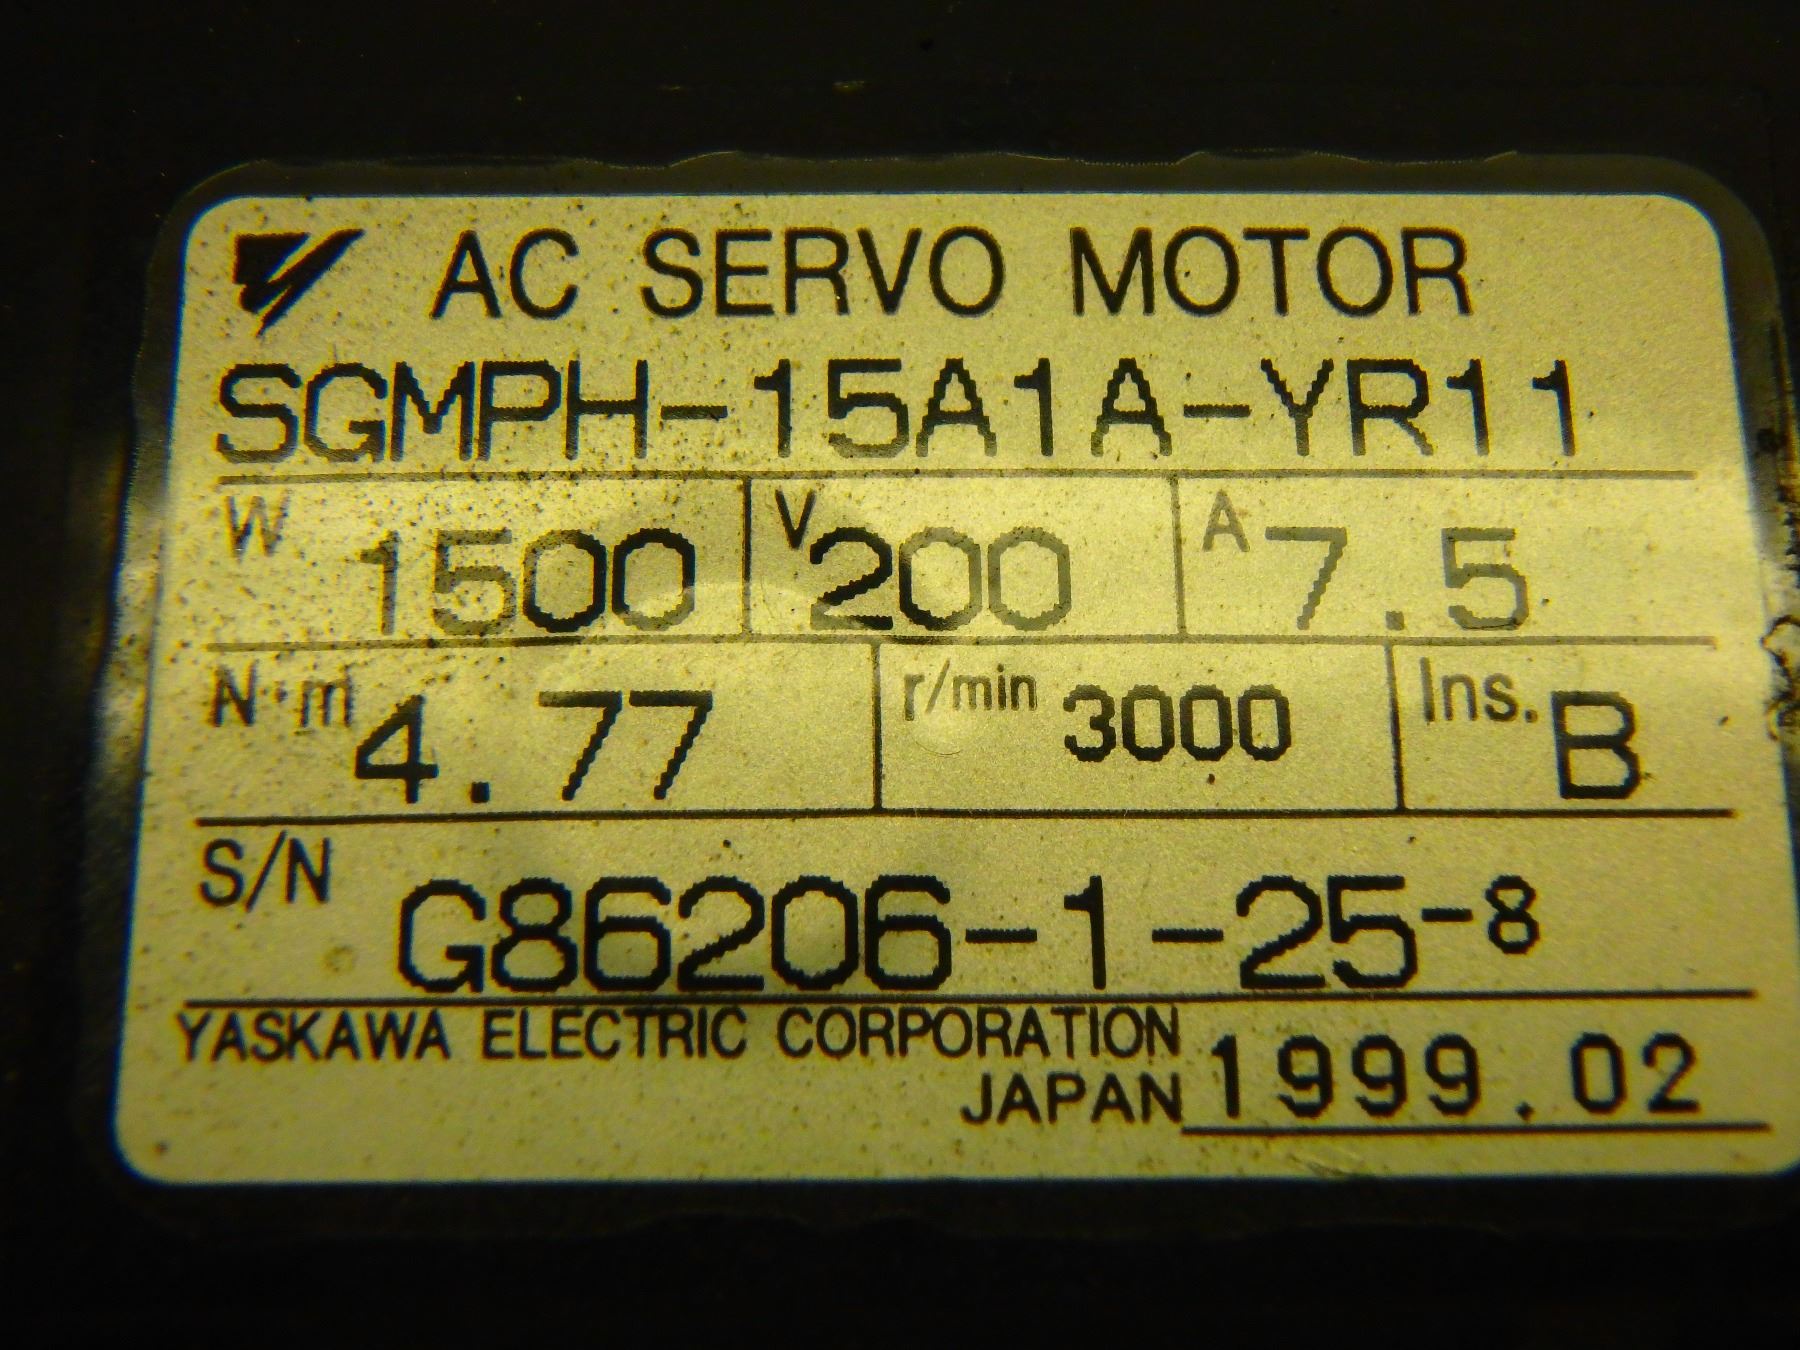 AC SERVO MOTOR
SGMPH-15A1A-YR11
W 1500 V 200 A 7.5
N·m 4.77 r/min 3000 Ins. B
S/N G86206-1-25-8
YASKAWA ELECTRIC CORPORATION
JAPAN 1999.02